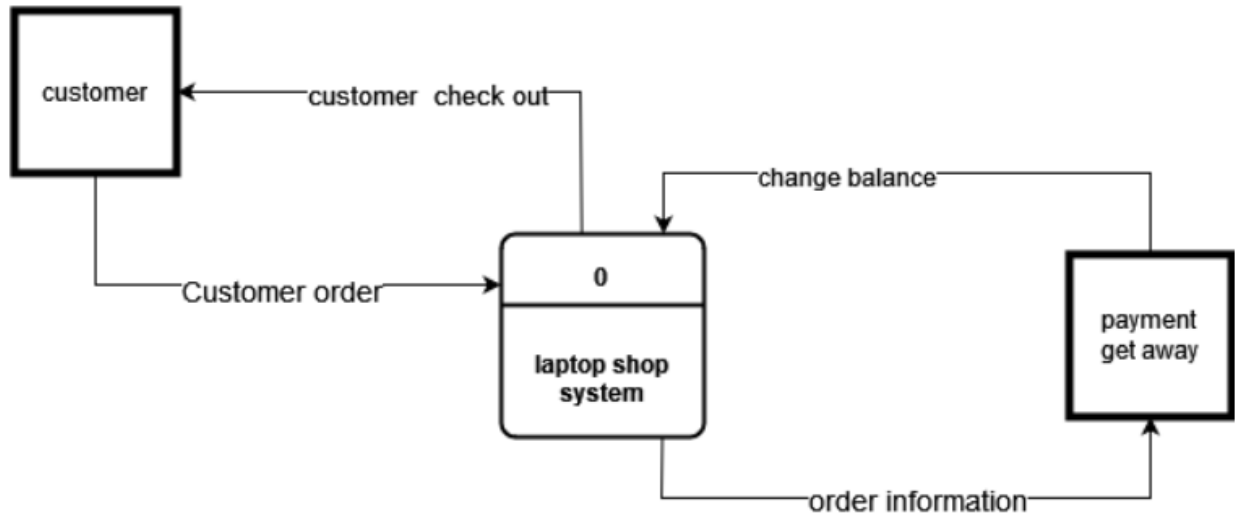 customer
customer check out
change balance
Customer order
0
laptop shop
system
payment
get away
order information